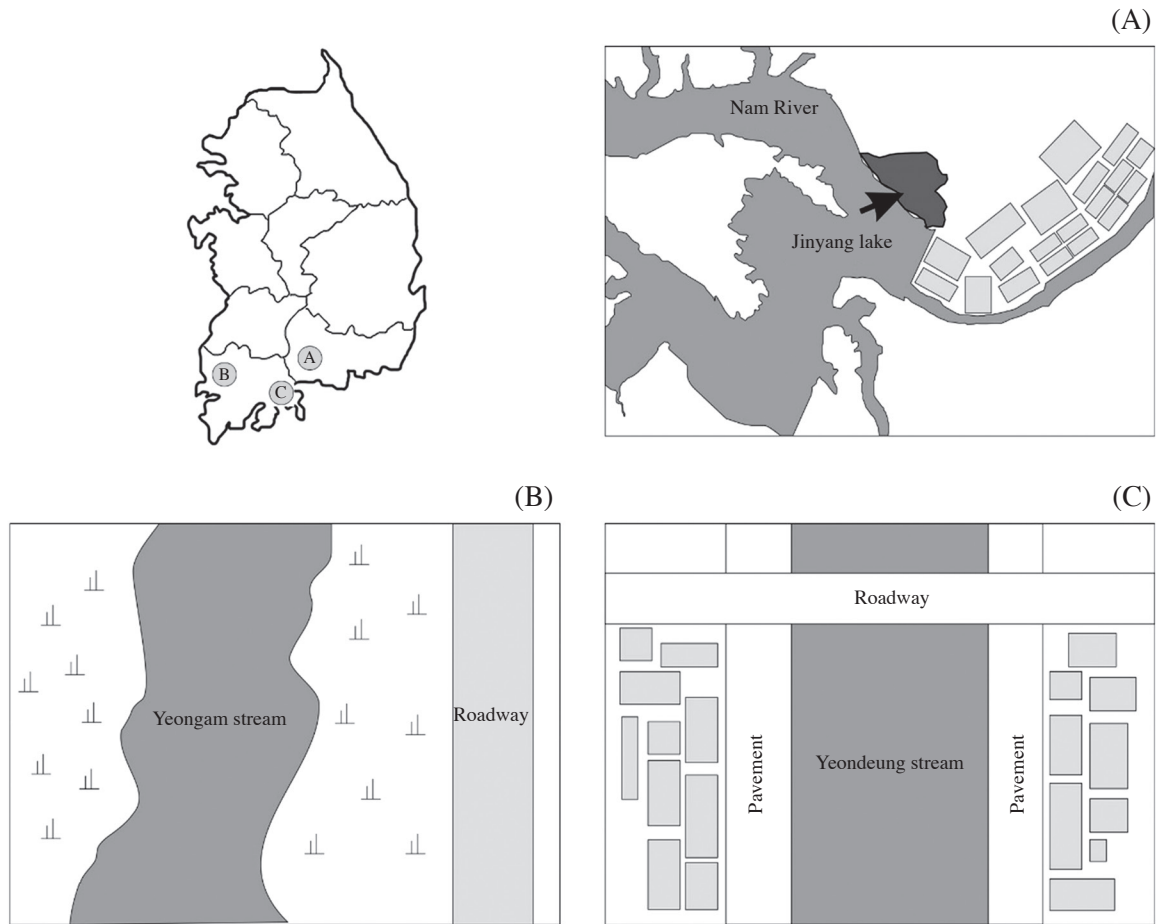 (A)
Nam River
Jinyang lake
A
B
C
(B)
Yeongam stream
Roadway
(C)
Roadway
Pavement
Yeondeung stream
Pavement